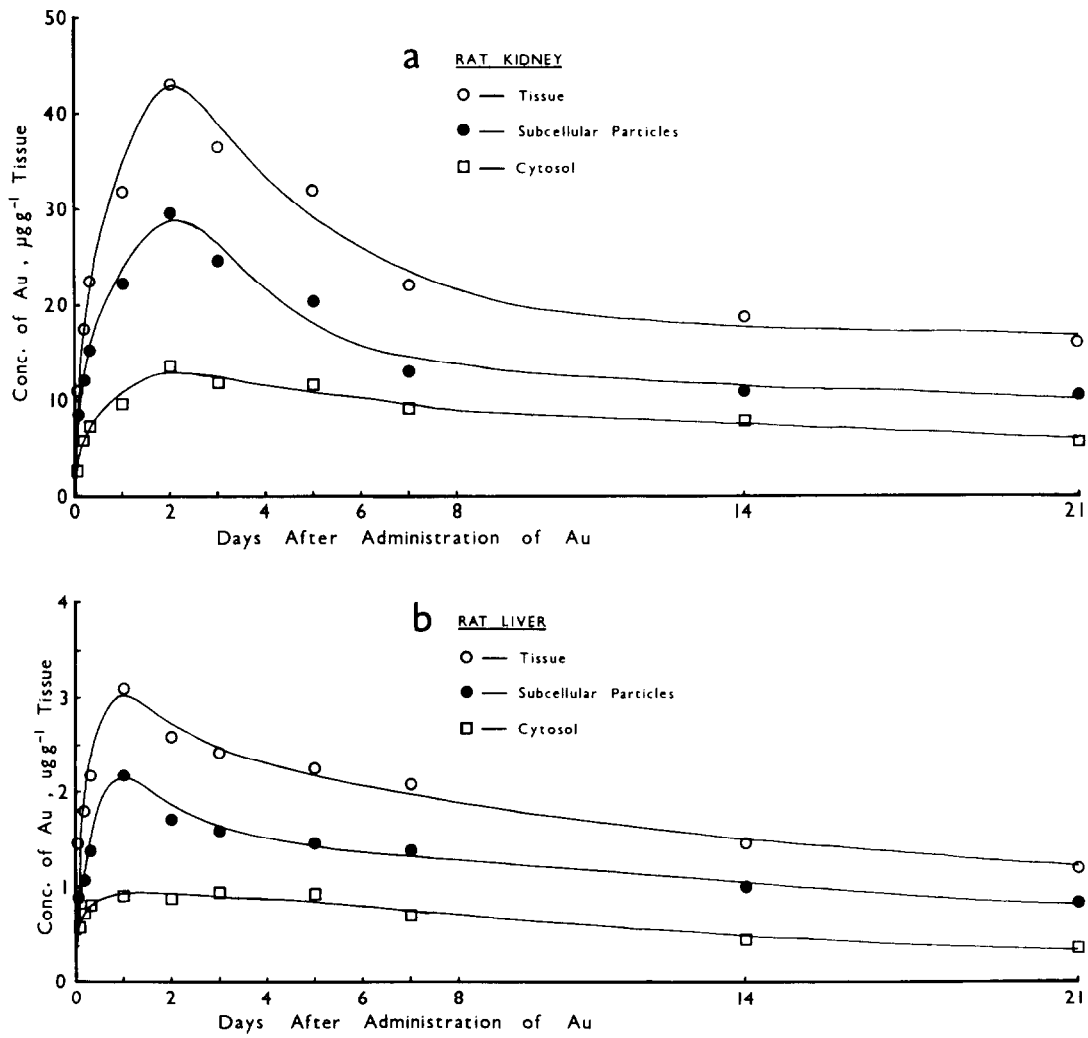 50
40
30
20
10
0
Conc. of Au , µg g⁻¹ Tissue
a
RAT KIDNEY
Tissue
Subcellular Particles
Cytosol
0 2 4 6 8 14 21
Days After Administration of Au
4
3
2
1
0
Conc. of Au , ug g⁻¹ Tissue
b
RAT LIVER
Tissue
Subcellular Particles
Cytosol
0 2 4 6 8 14 21
Days After Administration of Au